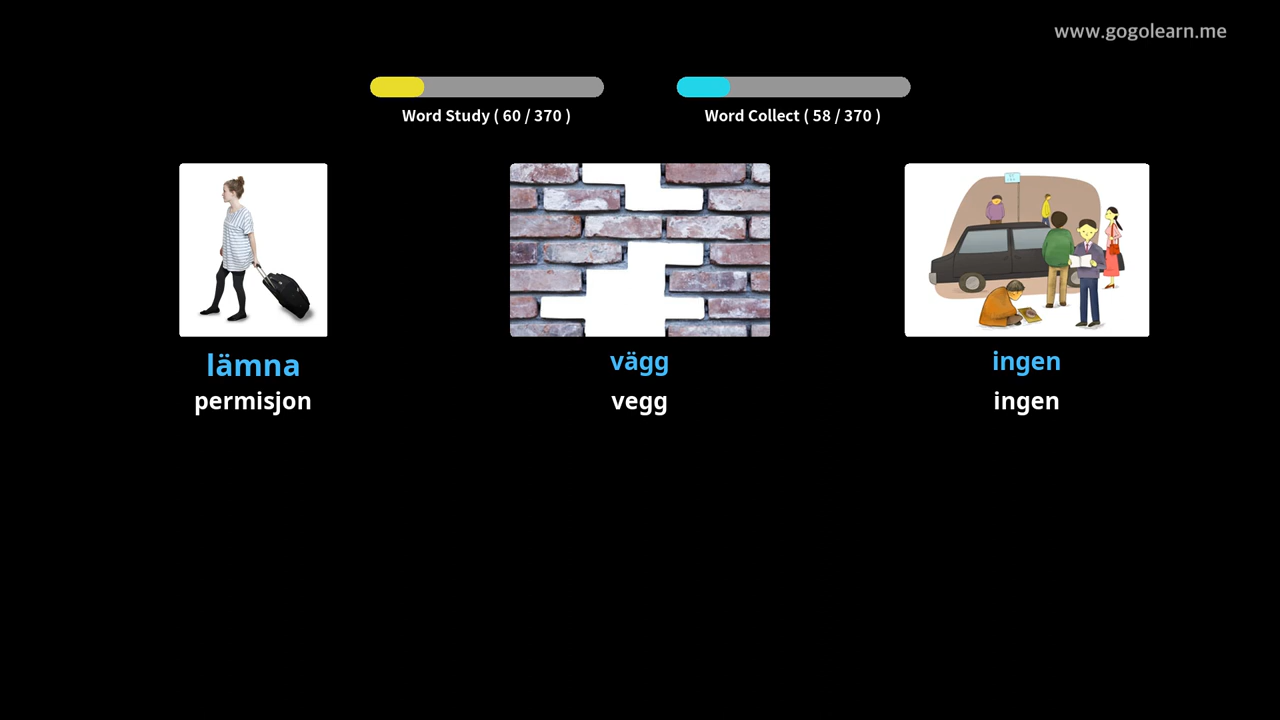 www.gogolearn.me
Word Study ( 60 / 370 )
Word Collect ( 58 / 370 )
lämna
permisjon
vägg
vegg
ingen
ingen